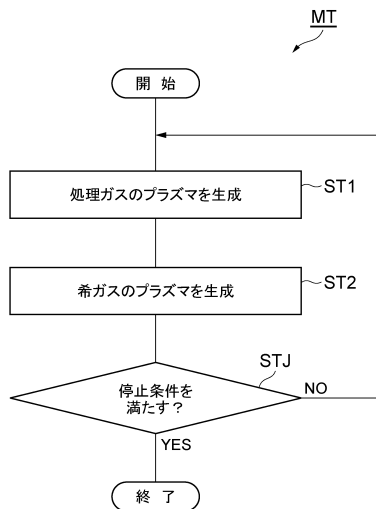 MT
開 始
処理ガスのプラズマを生成
ST1
希ガスのプラズマを生成
ST2
STJ
停止条件を
満たす？
NO
YES
終 了